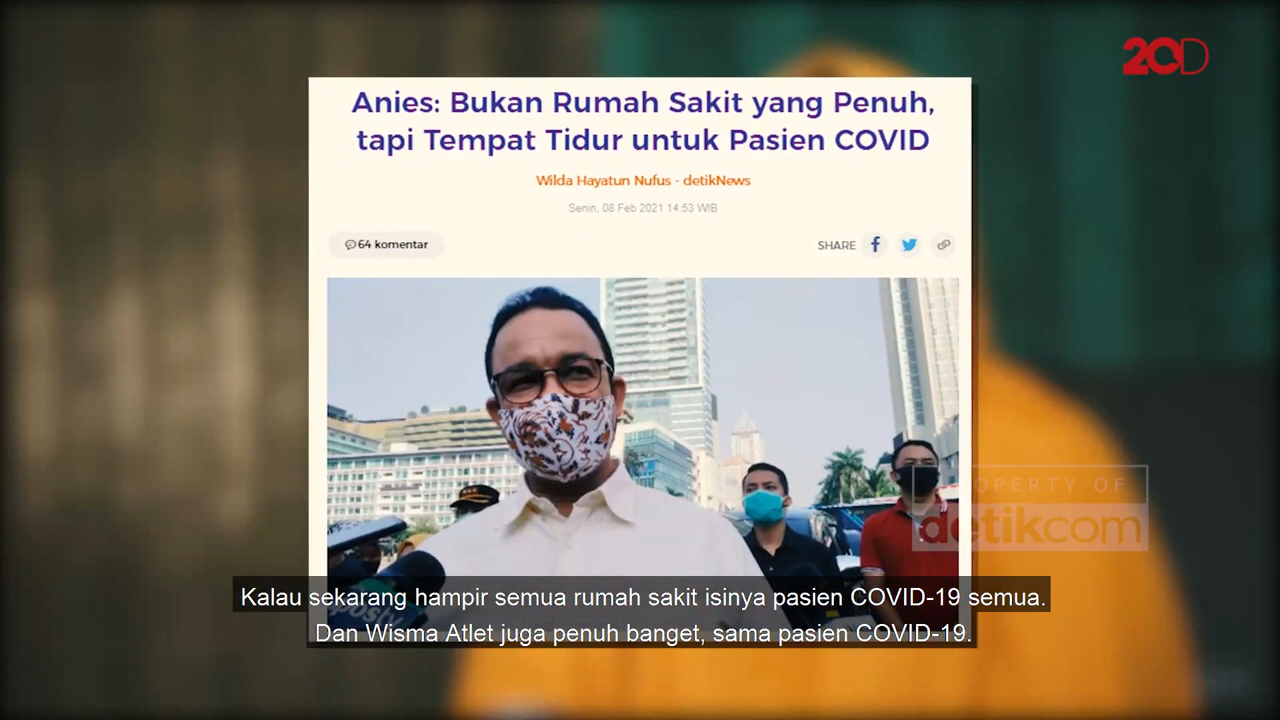 20D
Anies: Bukan Rumah Sakit yang Penuh,
tapi Tempat Tidur untuk Pasien COVID
Wilda Hayatun Nufus - detikNews
Senin, 08 Feb 2021 14:53 WIB
64 komentar
SHARE
PROPERTY OF
detikcom
Kalau sekarang hampir semua rumah sakit isinya pasien COVID-19 semua.
Dan Wisma Atlet juga penuh banget, sama pasien COVID-19.